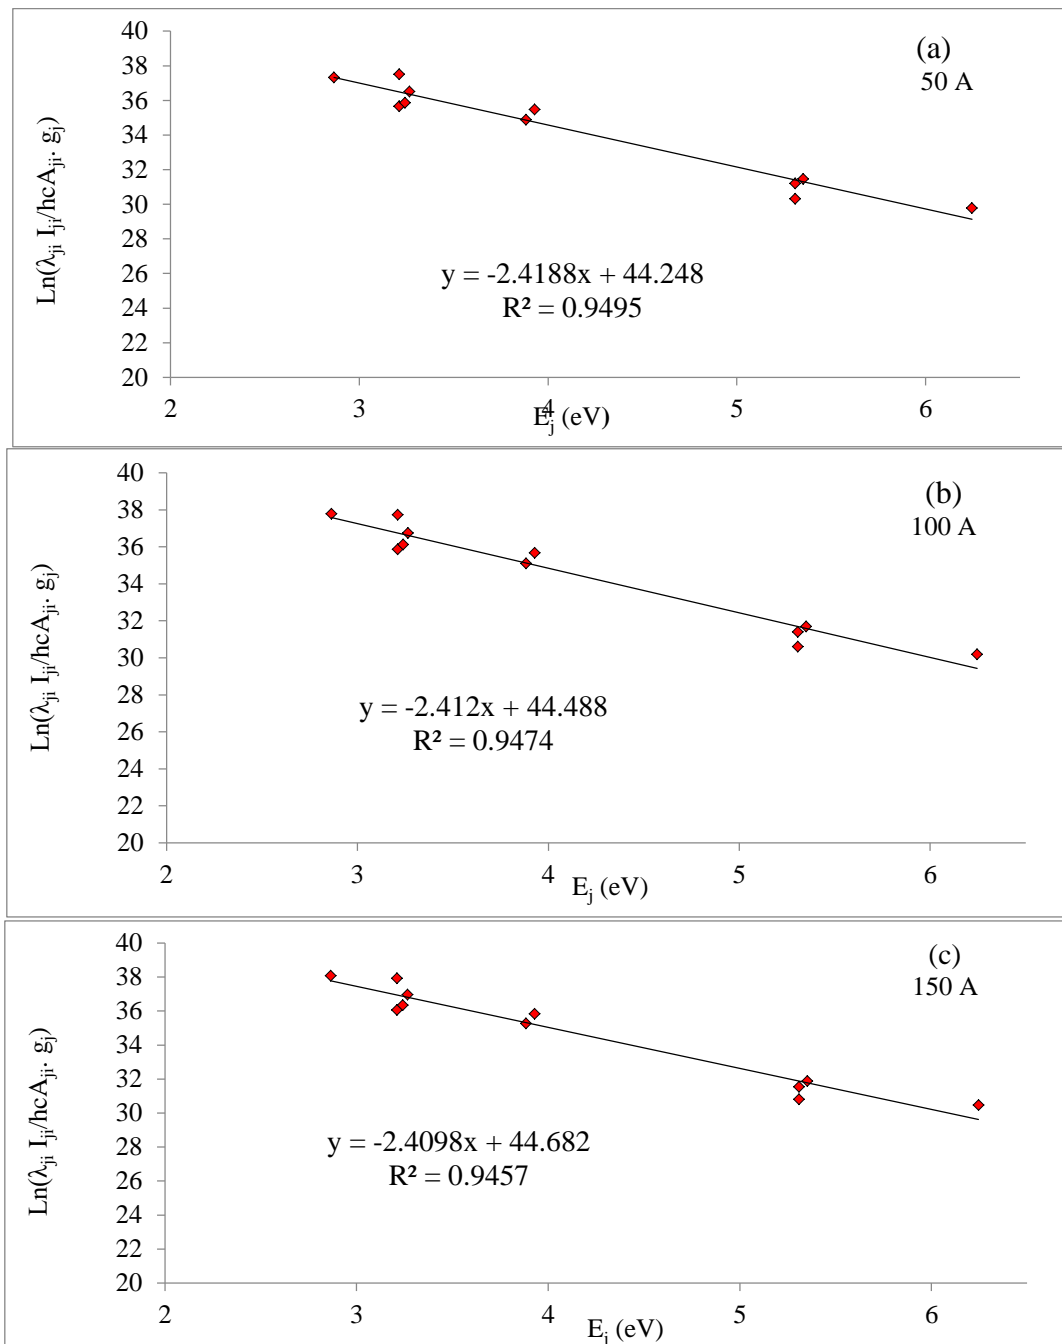 (a)
50 A
Ln(λji Iji/hcAji. gj)
40
38
36
34
32
30
28
26
24
22
20
y = -2.4188x + 44.248
R² = 0.9495
2
3
4
5
6
Ej (eV)
(b)
100 A
Ln(λji Iji/hcAji. gj)
40
38
36
34
32
30
28
26
24
22
20
y = -2.412x + 44.488
R² = 0.9474
2
3
4
5
6
Ej (eV)
(c)
150 A
Ln(λji Iji/hcAji. gj)
40
38
36
34
32
30
28
26
24
22
20
y = -2.4098x + 44.682
R² = 0.9457
2
3
4
5
6
Ej (eV)